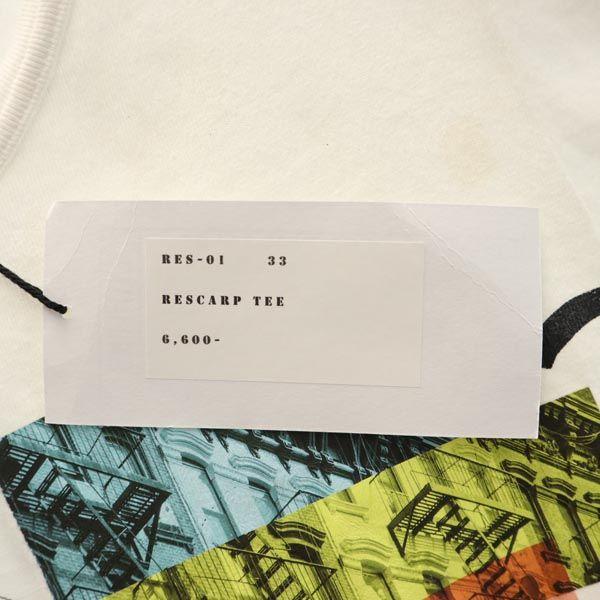 RES-01 33
RESCARP TEE
6,600-